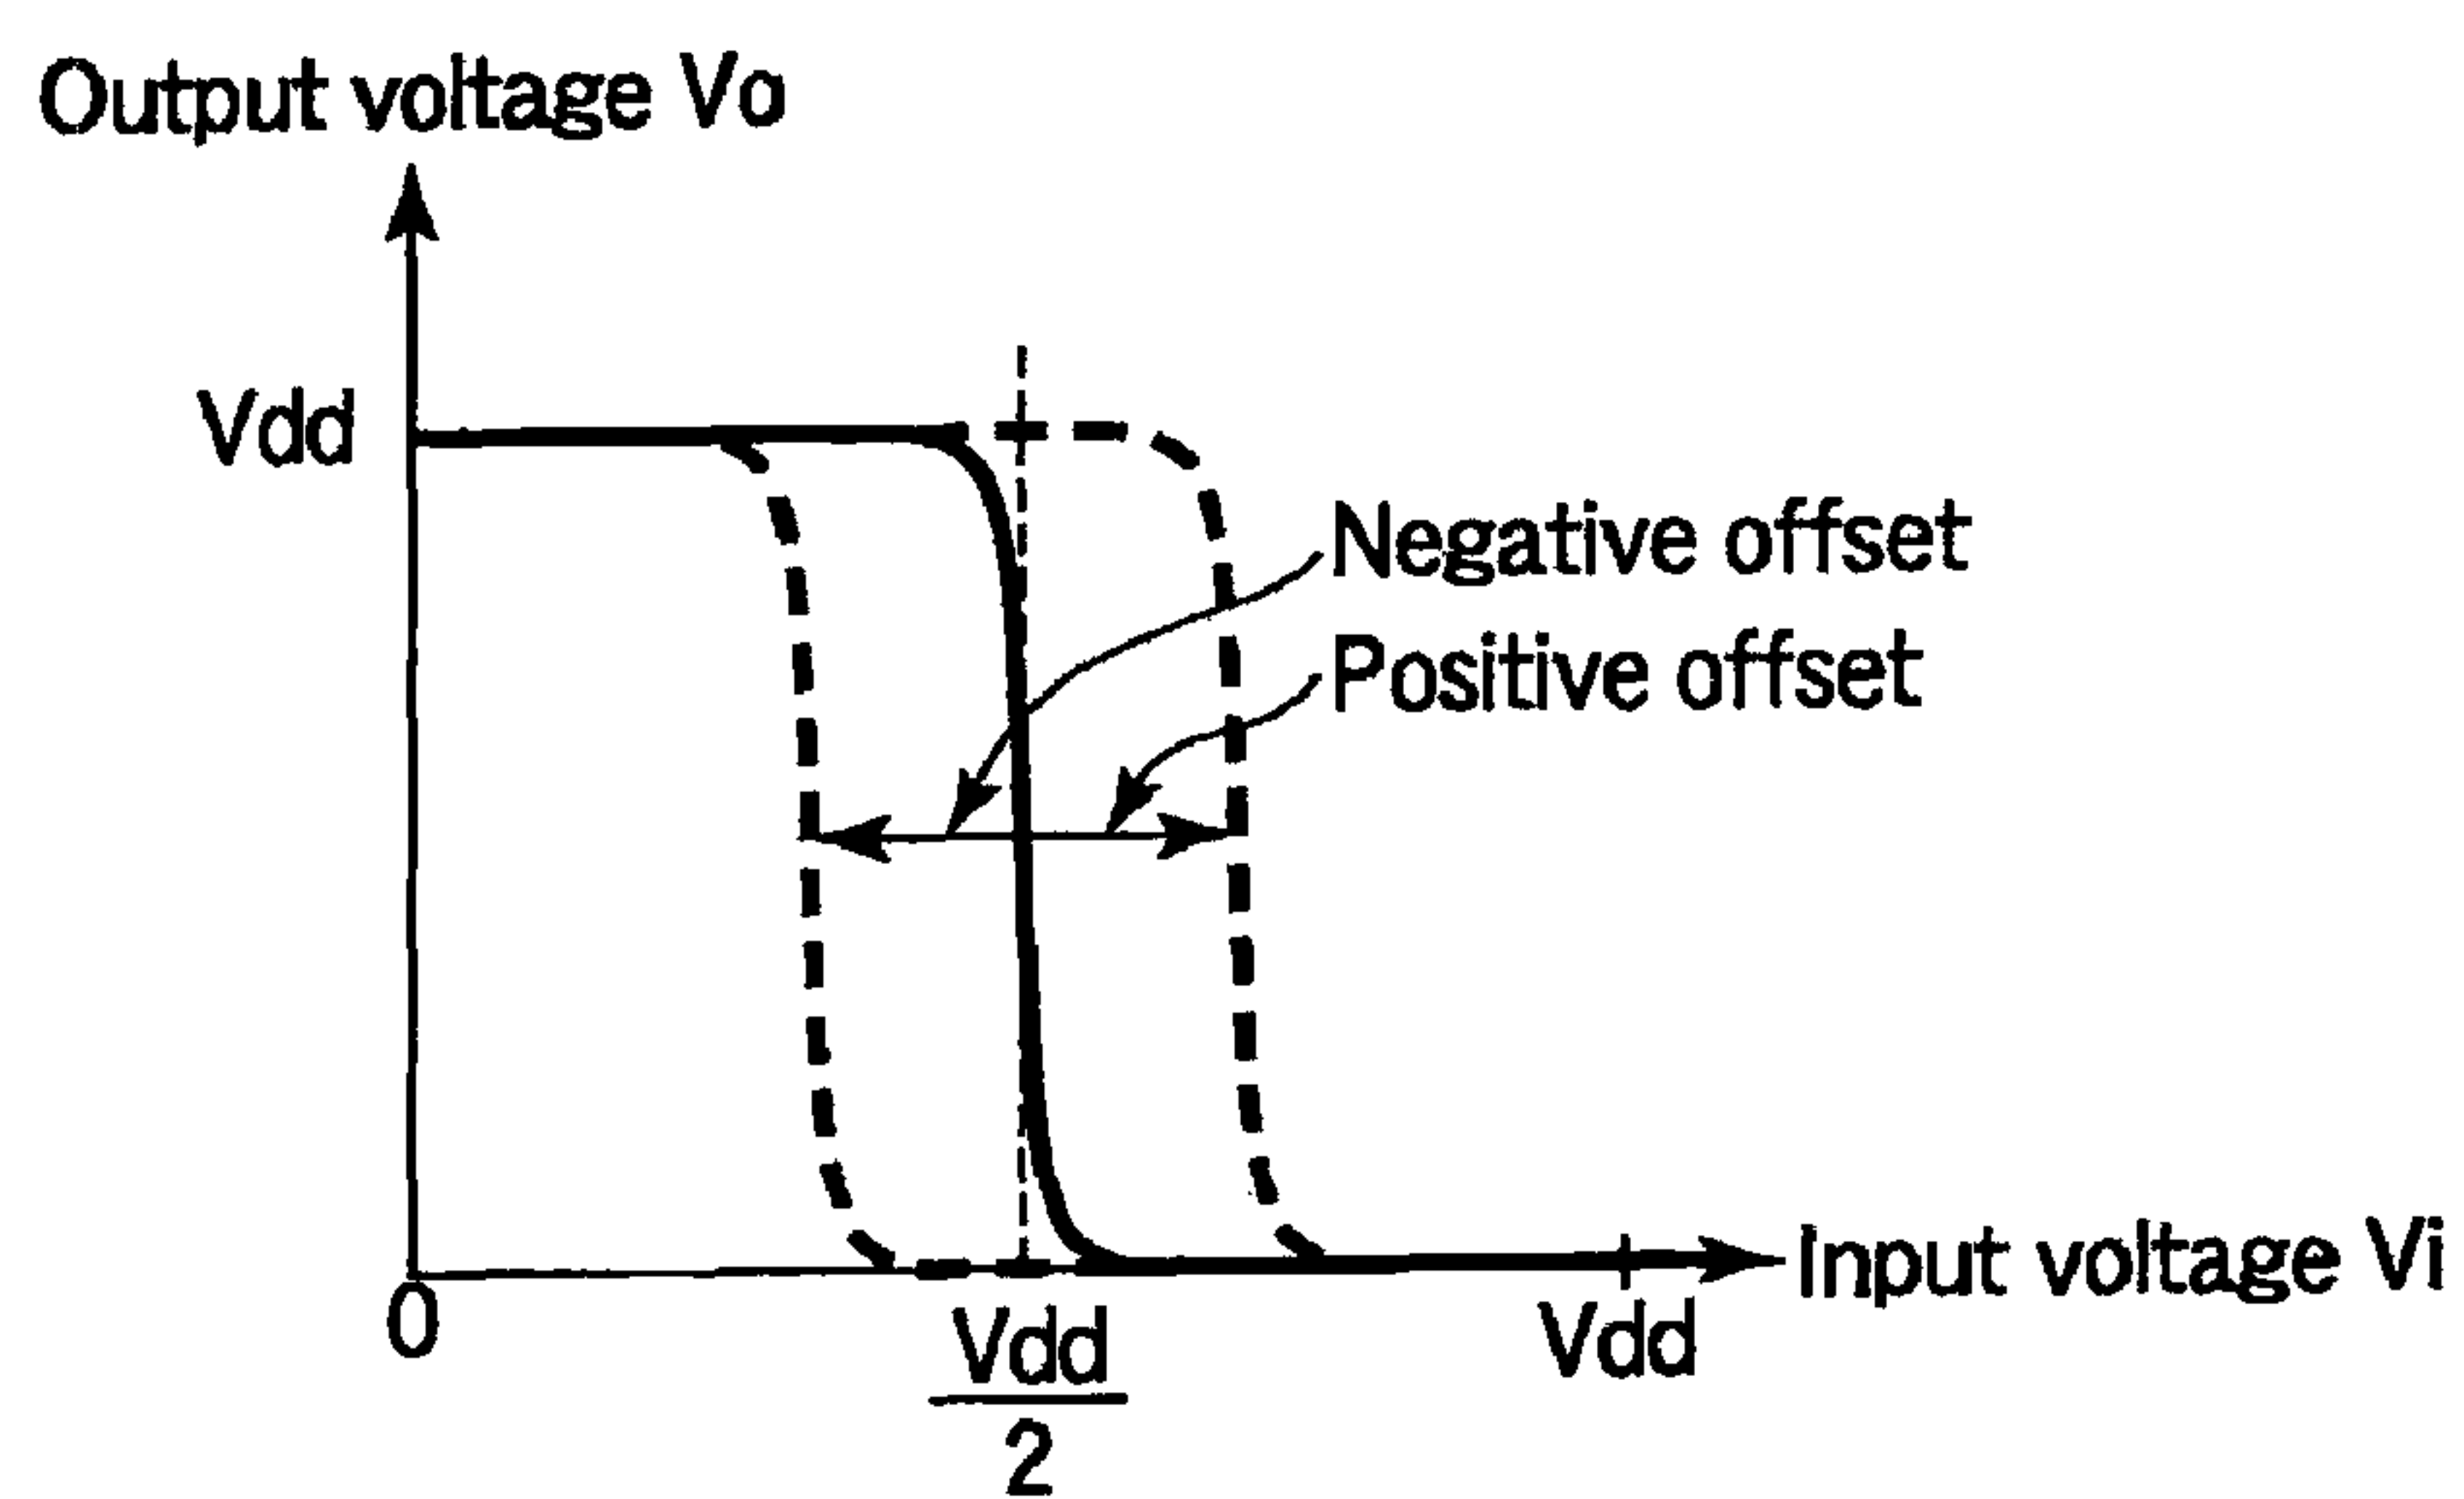 Output voltage Vo
Vdd
Negative offset
Positive offset
Input voltage Vi
0
Vdd
2
Vdd